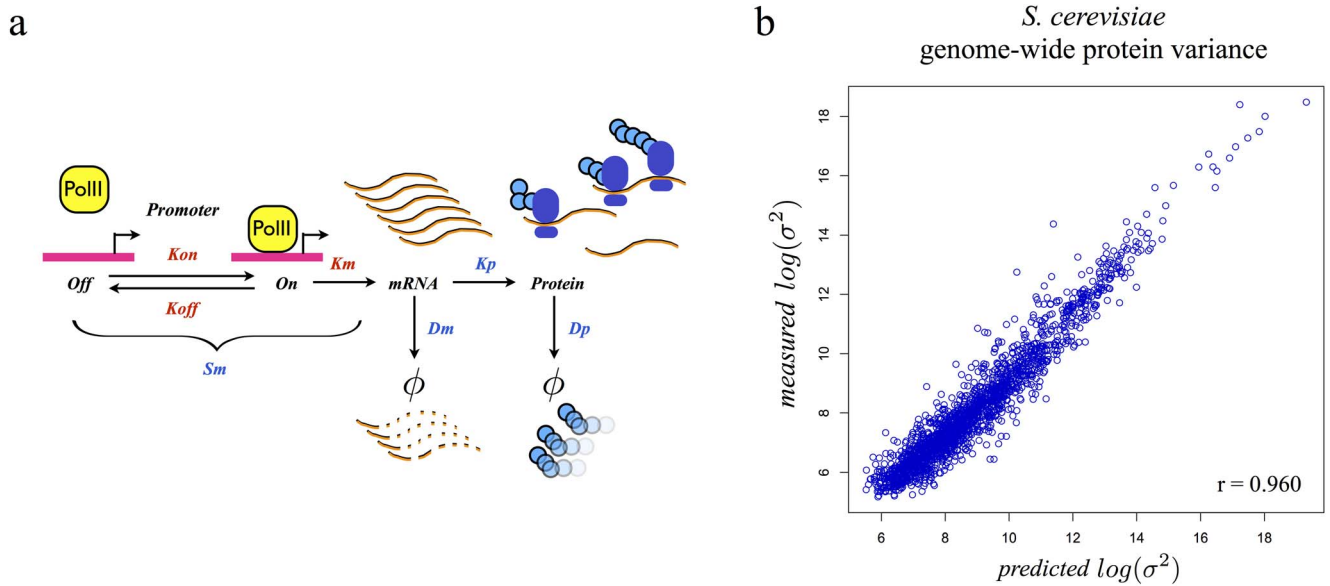 a
PolII
Promoter
PolII
Kon
Km
Kp
Off
On
mRNA
Protein
Koff
Dm
Dp
Sm
ϕ
ϕ
b
S. cerevisiae
genome-wide protein variance
measured log(σ²)
18
16
14
12
10
8
6
r = 0.960
6 8 10 12 14 16 18
predicted log(σ²)